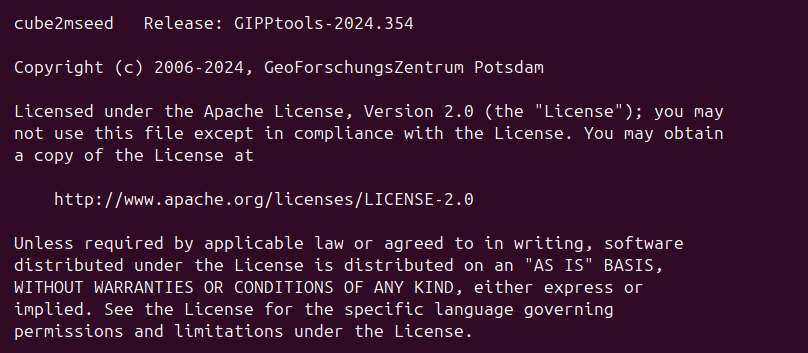 cube2mseed   Release: GIPPtools-2024.354
Copyright (c) 2006-2024, GeoForschungsZentrum Potsdam
Licensed under the Apache License, Version 2.0 (the "License"); you may
not use this file except in compliance with the License. You may obtain
a copy of the License at
http://www.apache.org/licenses/LICENSE-2.0
Unless required by applicable law or agreed to in writing, software
distributed under the License is distributed on an "AS IS" BASIS,
WITHOUT WARRANTIES OR CONDITIONS OF ANY KIND, either express or
implied. See the License for the specific language governing
permissions and limitations under the License.